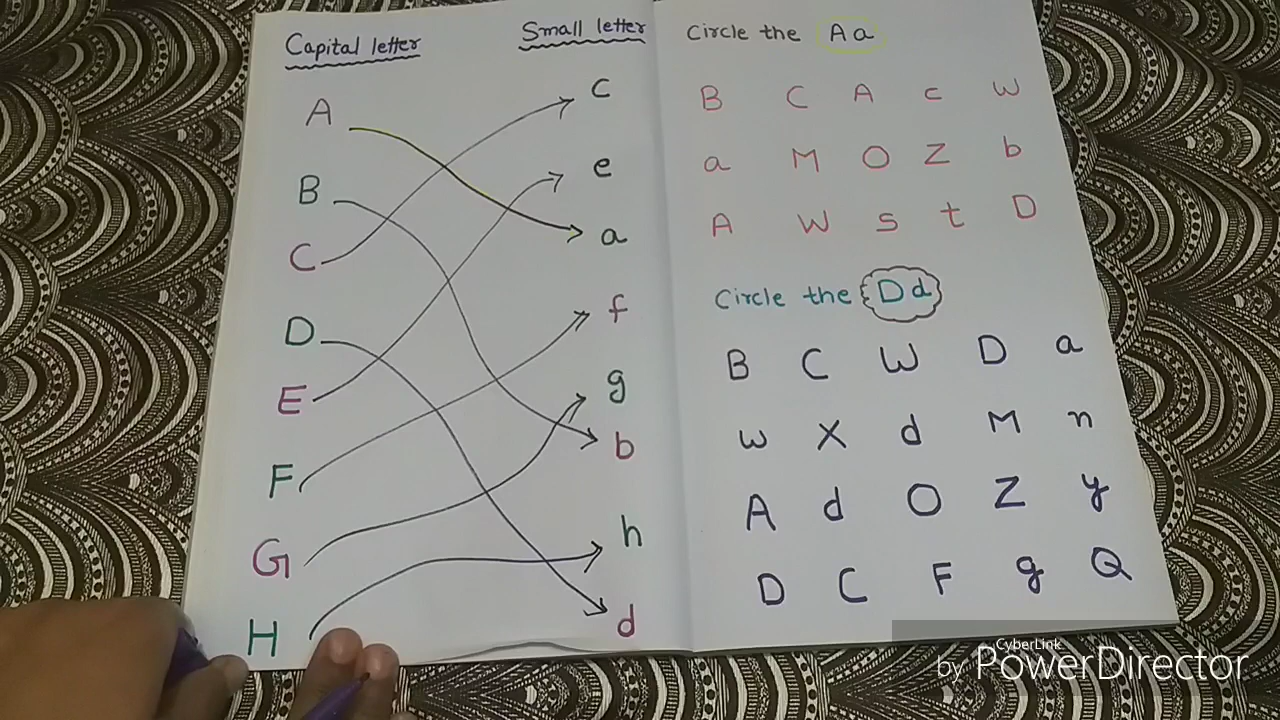 Capital letter Small letter
A c
B e
C a
D f
E g
F b
G h
H d
Circle the Aa
B C A c w
a M O Z b
A W s t D
Circle the Dd
B C W D a
w X d M n
A d O Z y
D C F g Q
CyberLink
by PowerDirector